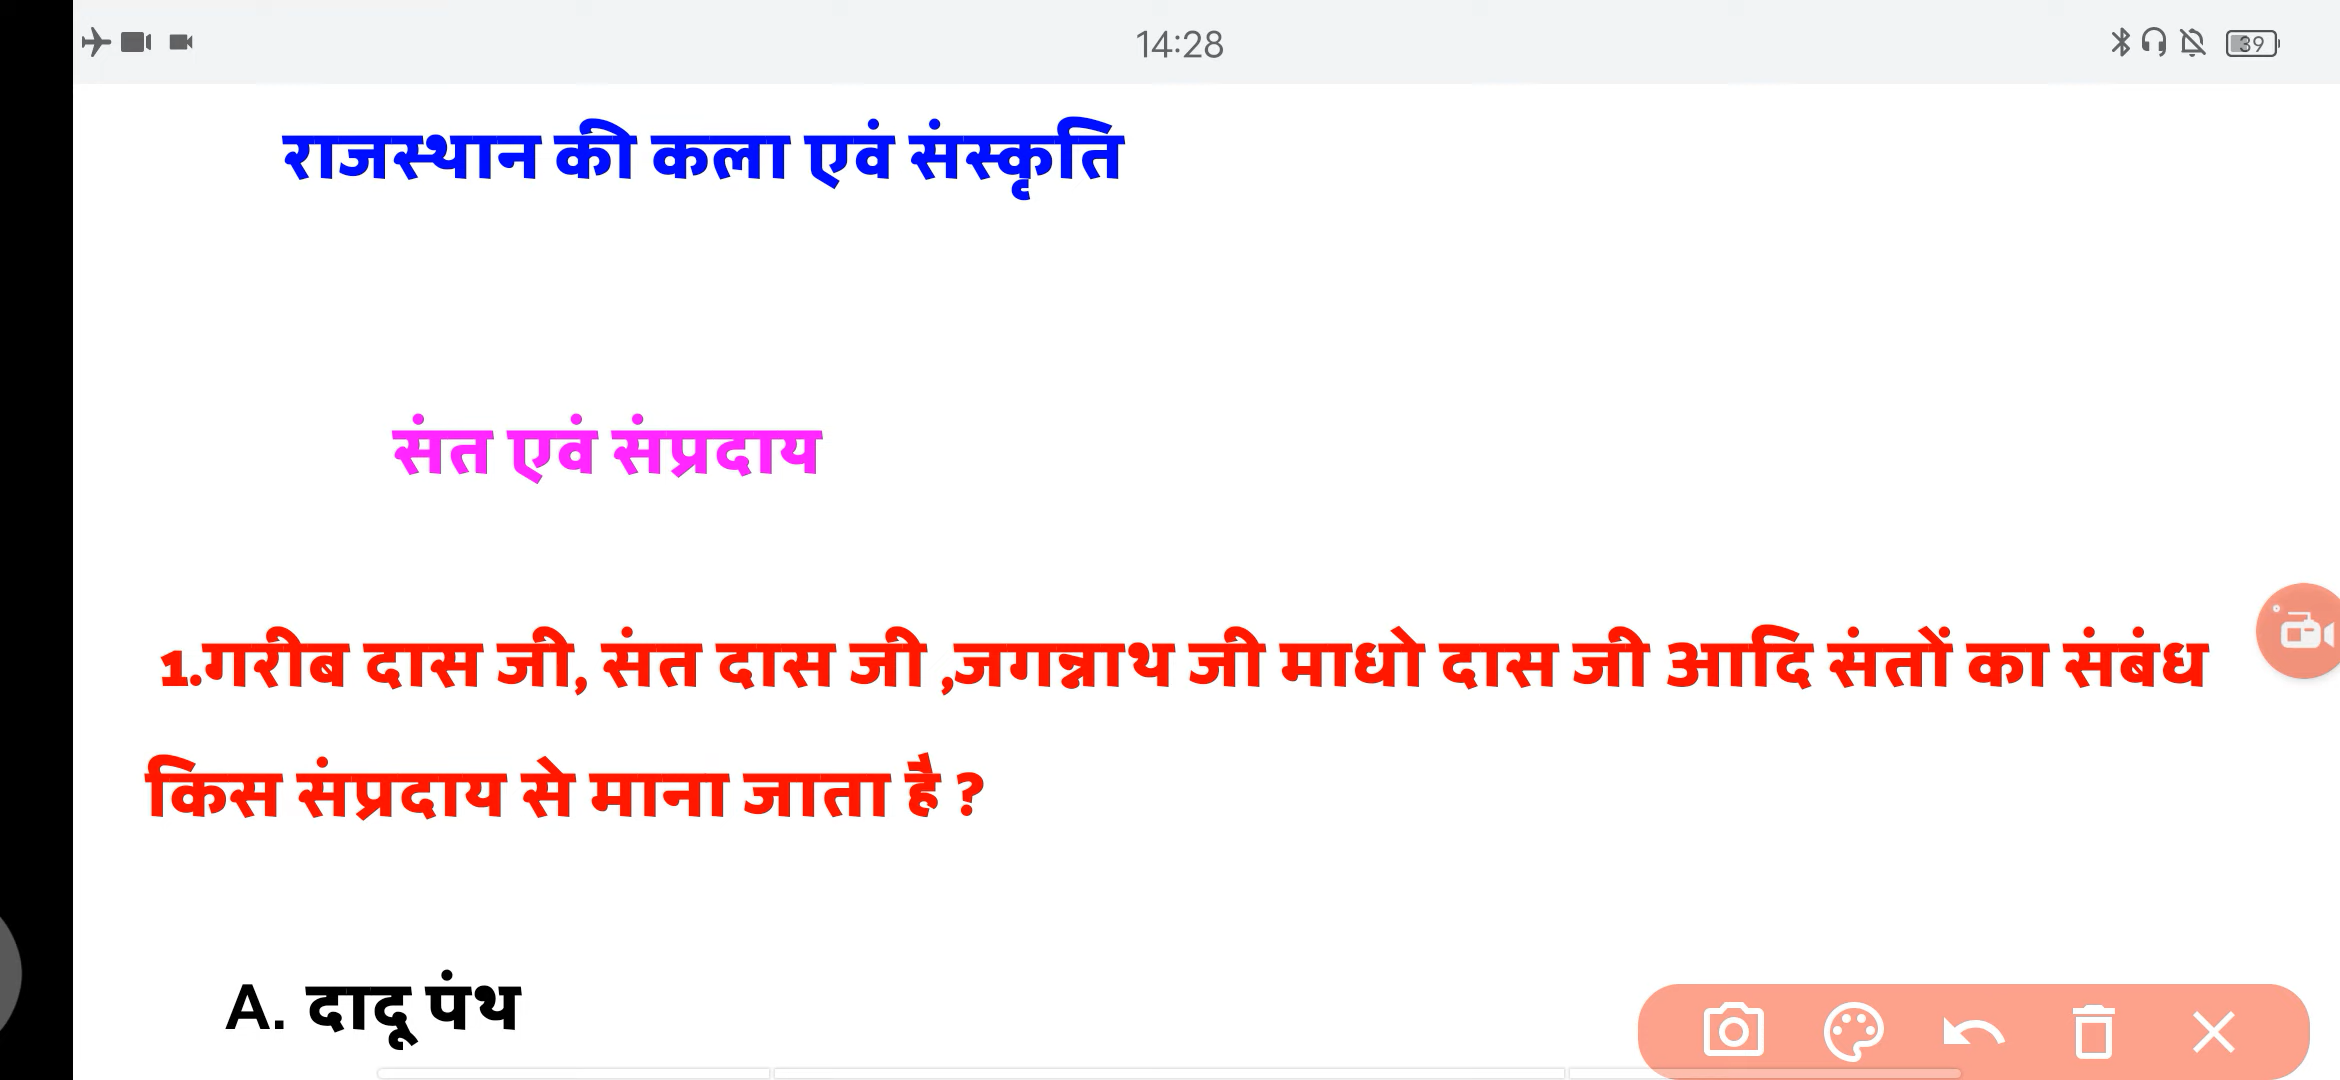 14:28
39
राजस्थान की कला एवं संस्कृति
संत एवं संप्रदाय
1.गरीब दास जी, संत दास जी ,जगन्नाथ जी माधो दास जी आदि संतों का संबंध
किस संप्रदाय से माना जाता है ?
A. दादू पंथ